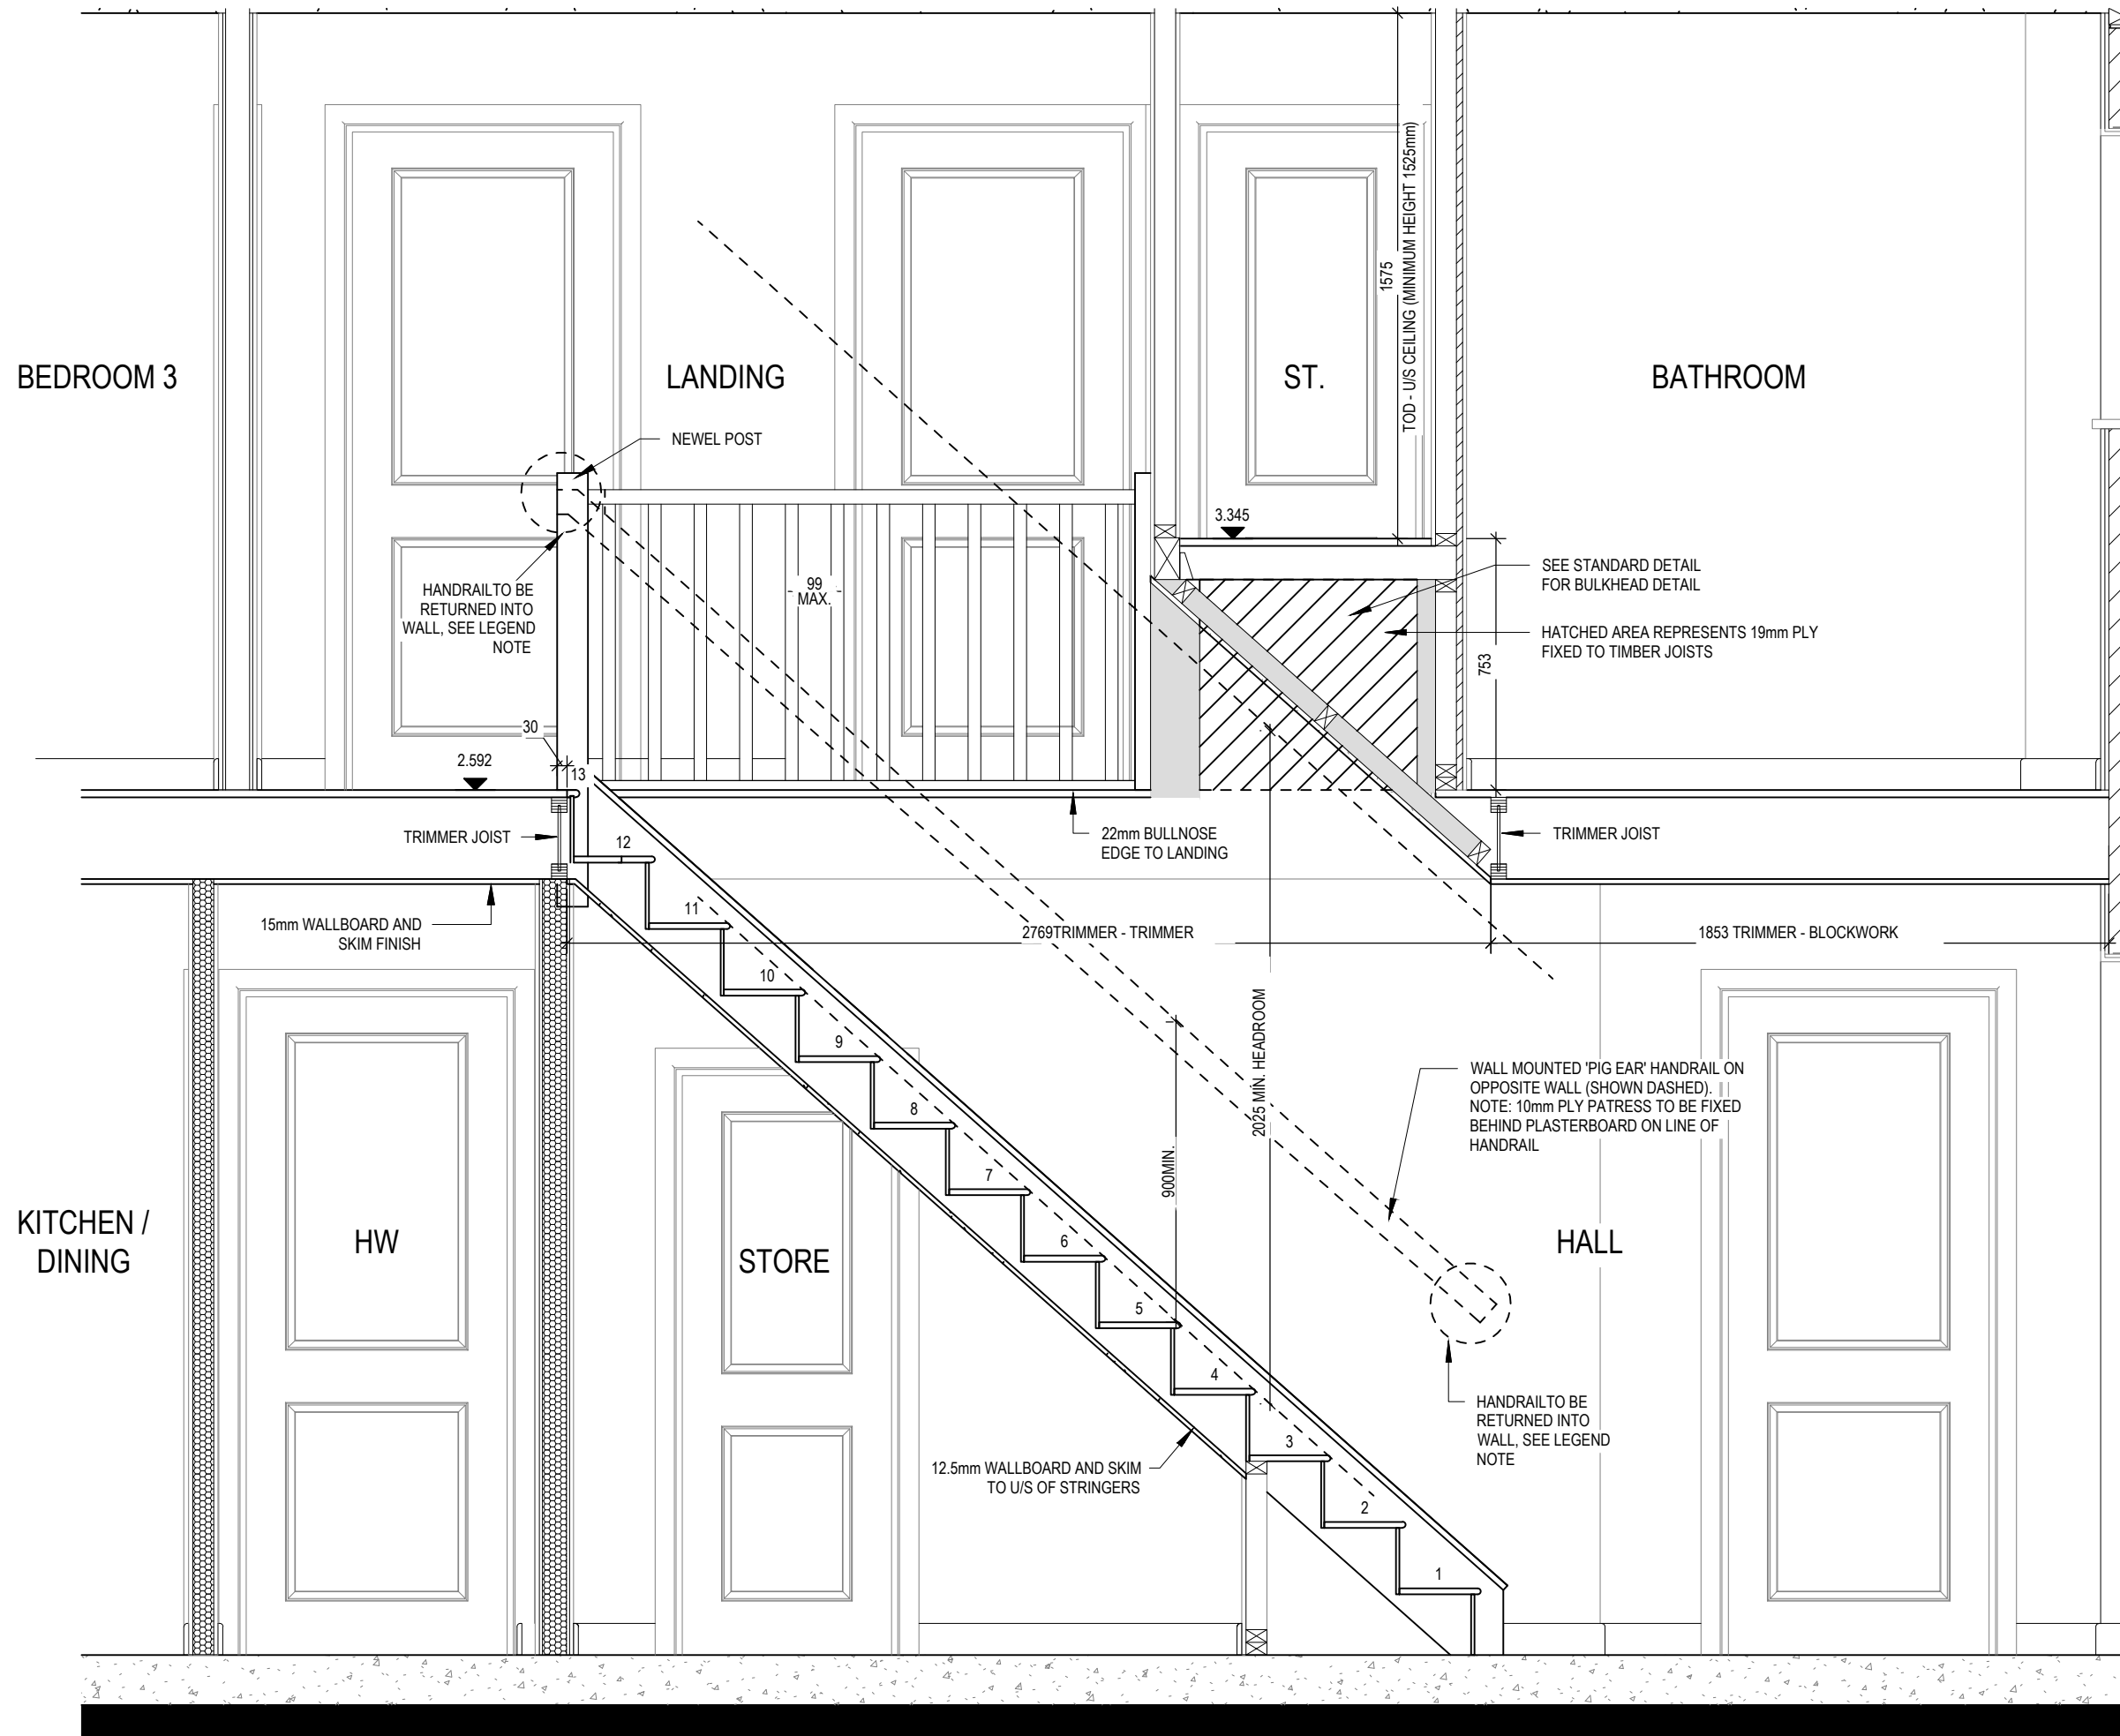 BEDROOM 3
LANDING
ST.
BATHROOM
1575
TOD - U/S CEILING (MINIMUM HEIGHT 1525mm)
NEWEL POST
3.345
HANDRAILTO BE
RETURNED INTO
WALL, SEE LEGEND
NOTE
99
MAX.
SEE STANDARD DETAIL
FOR BULKHEAD DETAIL
HATCHED AREA REPRESENTS 19mm PLY
FIXED TO TIMBER JOISTS
753
30
2.592
13
TRIMMER JOIST
12
22mm BULLNOSE
EDGE TO LANDING
TRIMMER JOIST
15mm WALLBOARD AND
SKIM FINISH
11
2769TRIMMER - TRIMMER
1853 TRIMMER - BLOCKWORK
10
9
8
7
6
5
4
3
2
1
2025 MIN. HEADROOM
900MIN.
WALL MOUNTED 'PIG EAR' HANDRAIL ON
OPPOSITE WALL (SHOWN DASHED).
NOTE: 10mm PLY PATRESS TO BE FIXED
BEHIND PLASTERBOARD ON LINE OF
HANDRAIL
KITCHEN /
DINING
HW
STORE
HALL
HANDRAILTO BE
RETURNED INTO
WALL, SEE LEGEND
NOTE
12.5mm WALLBOARD AND SKIM
TO U/S OF STRINGERS